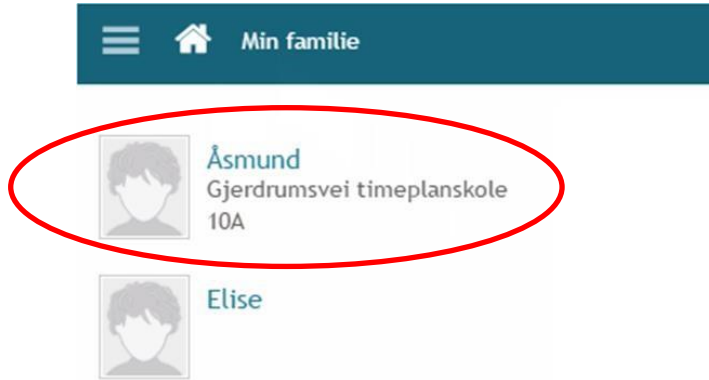 Min familie
Åsmund
Gjerdrumsvei timeplanskole
10A
Elise